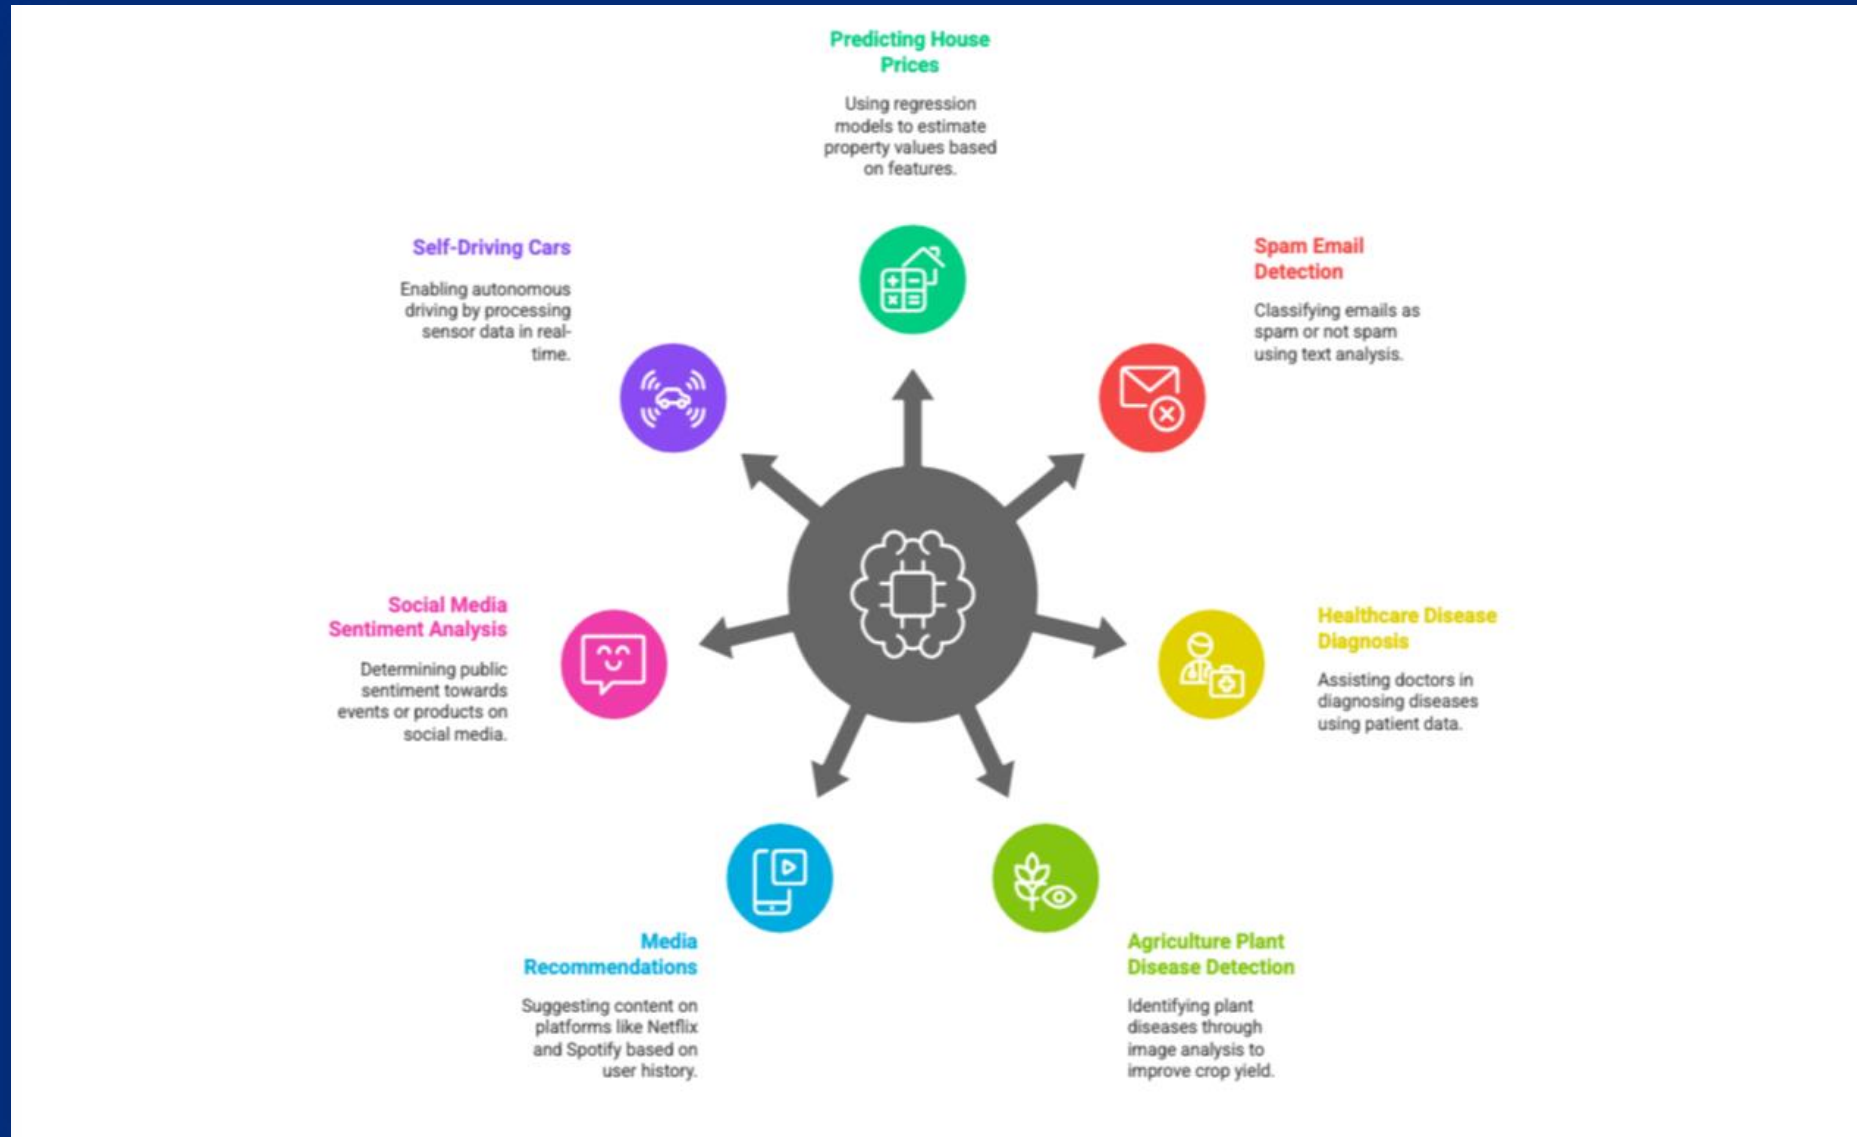 Predicting House
Prices
Using regression
models to estimate
property values based
on features.
Self-Driving Cars
Enabling autonomous
driving by processing
sensor data in real-
time.
Spam Email
Detection
Classifying emails as
spam or not spam
using text analysis.
Social Media
Sentiment Analysis
Determining public
sentiment towards
events or products on
social media.
Healthcare Disease
Diagnosis
Assisting doctors in
diagnosing diseases
using patient data.
Media
Recommendations
Suggesting content on
platforms like Netflix
and Spotify based on
user history.
Agriculture Plant
Disease Detection
Identifying plant
diseases through
image analysis to
improve crop yield.